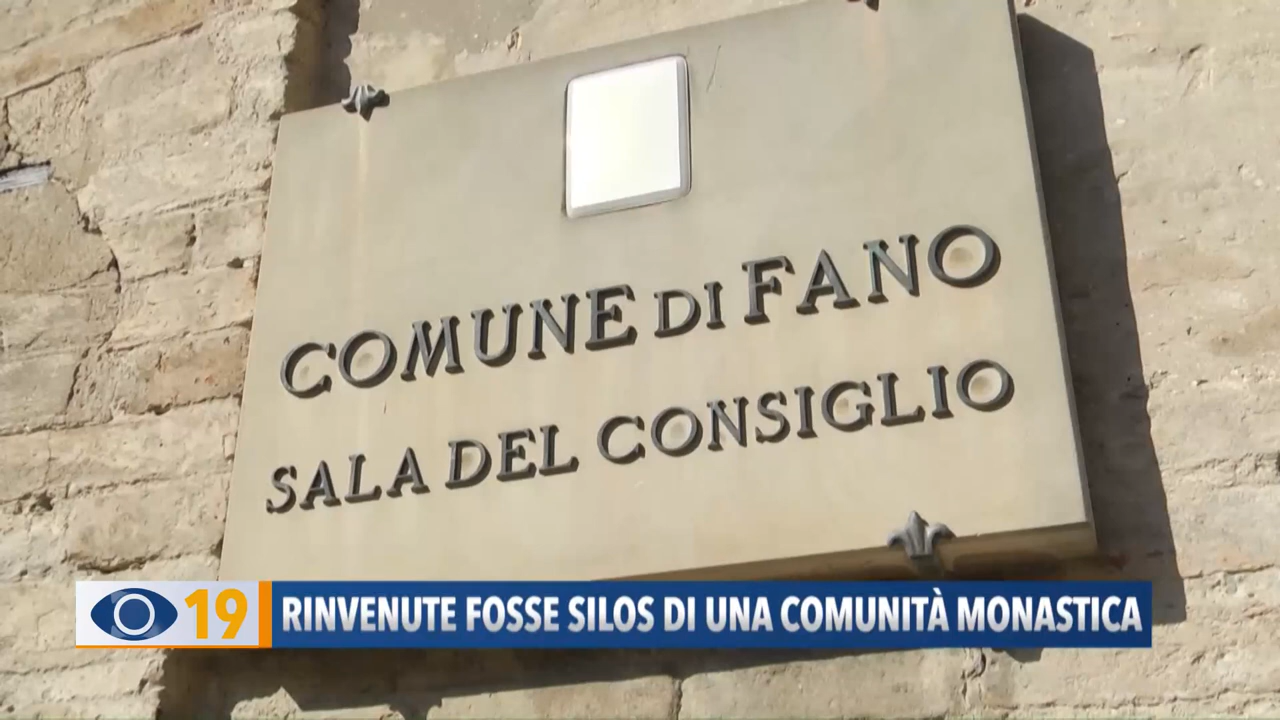 COMUNE DI FANO
SALA DEL CONSIGLIO
19
RINVENUTE FOSSE SILOS DI UNA COMUNITÀ MONASTICA